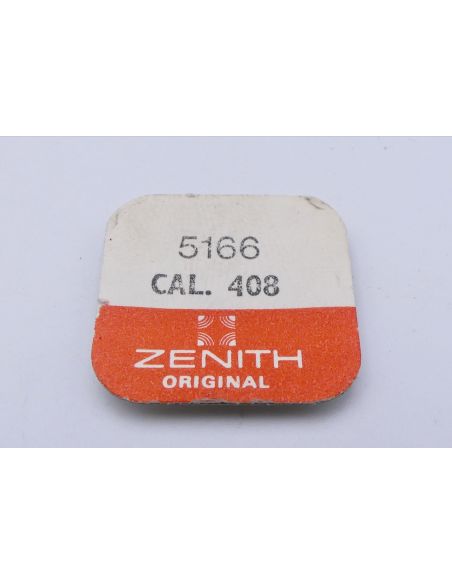 5166
CAL. 408
ZENITH
ORIGINAL